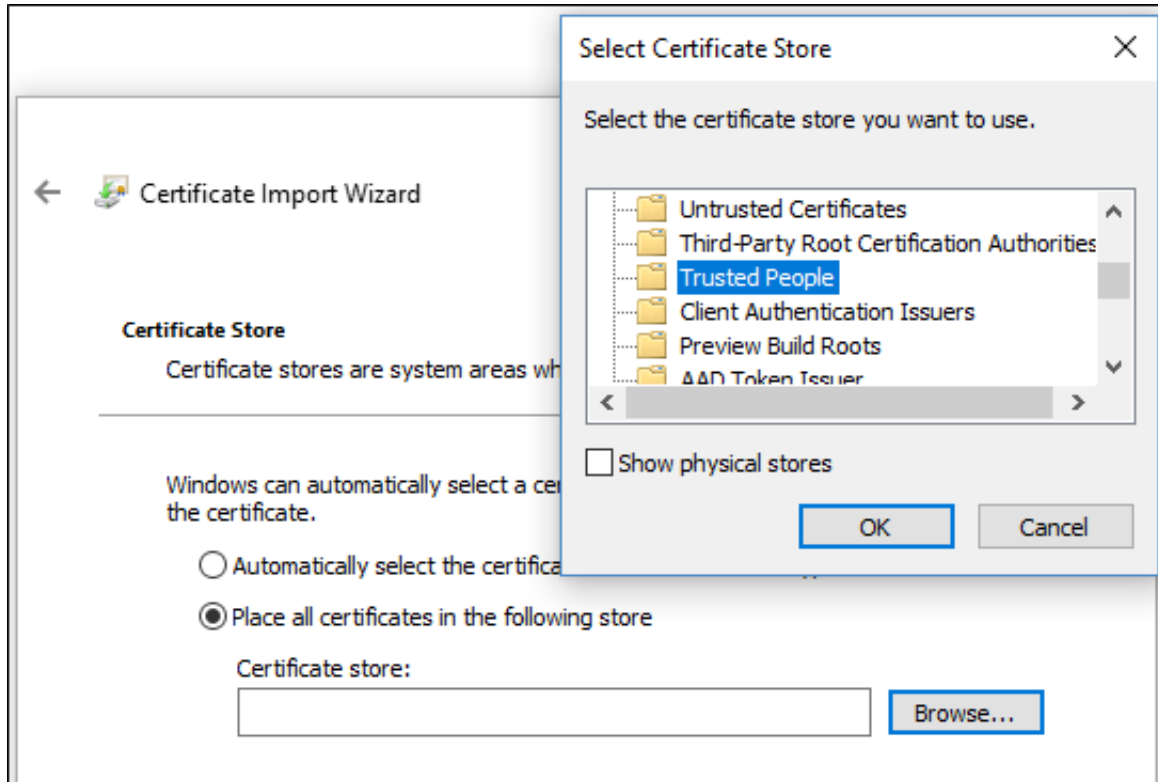 Select Certificate Store
Select the certificate store you want to use.
Untrusted Certificates
Third-Party Root Certification Authorities
Trusted People
Client Authentication Issuers
Preview Build Roots
AAD Token Issuer
Show physical stores
OK
Cancel
Certificate Import Wizard
Certificate Store
Certificate stores are system areas
Windows can automatically select a
the certificate.
Automatically select the
Place all certificates in the following store
Certificate store:
Browse...